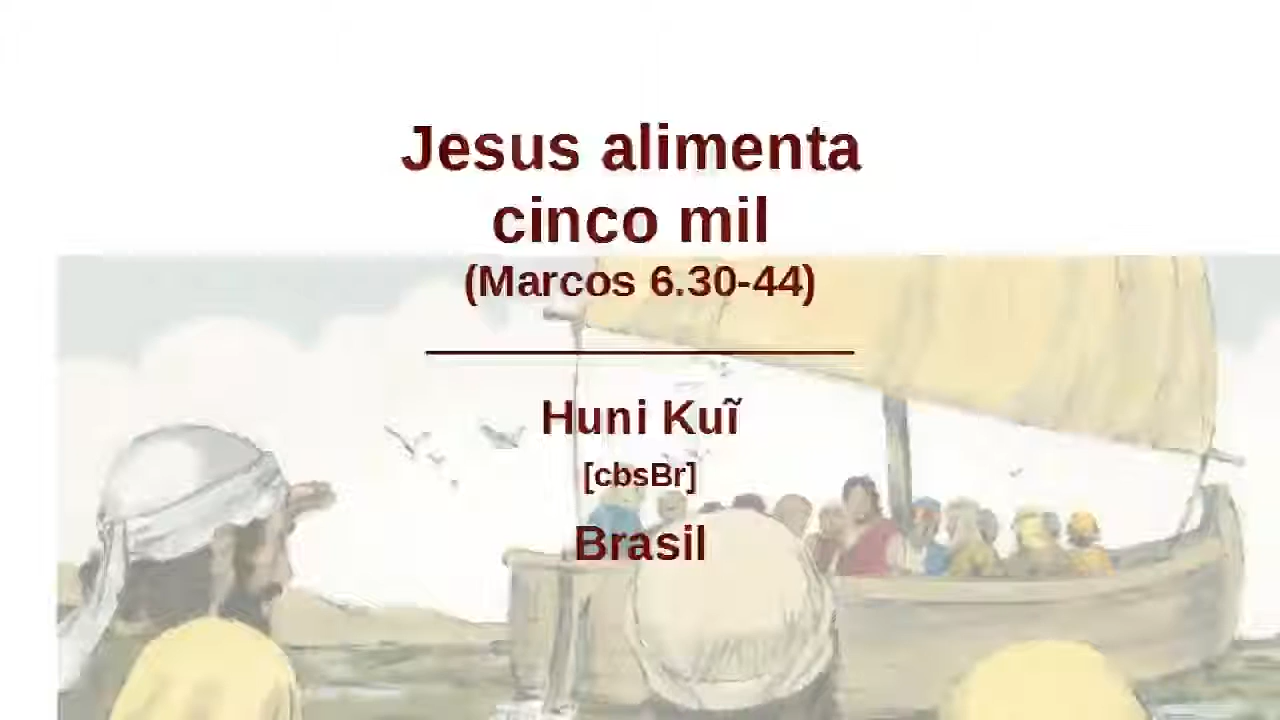 Jesus alimenta
cinco mil
(Marcos 6.30-44)
Huni Kuĩ
[cbsBr]
Brasil